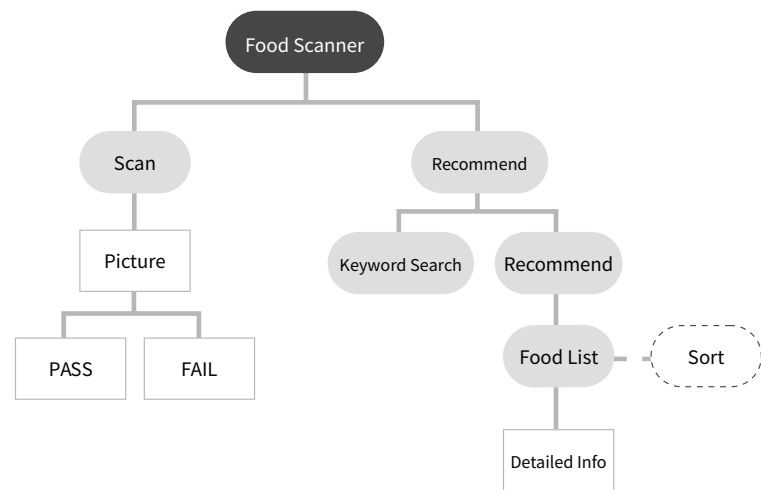 Food Scanner
Scan
Recommend
Picture
Keyword Search
Recommend
PASS
FAIL
Food List
Sort
Detailed Info